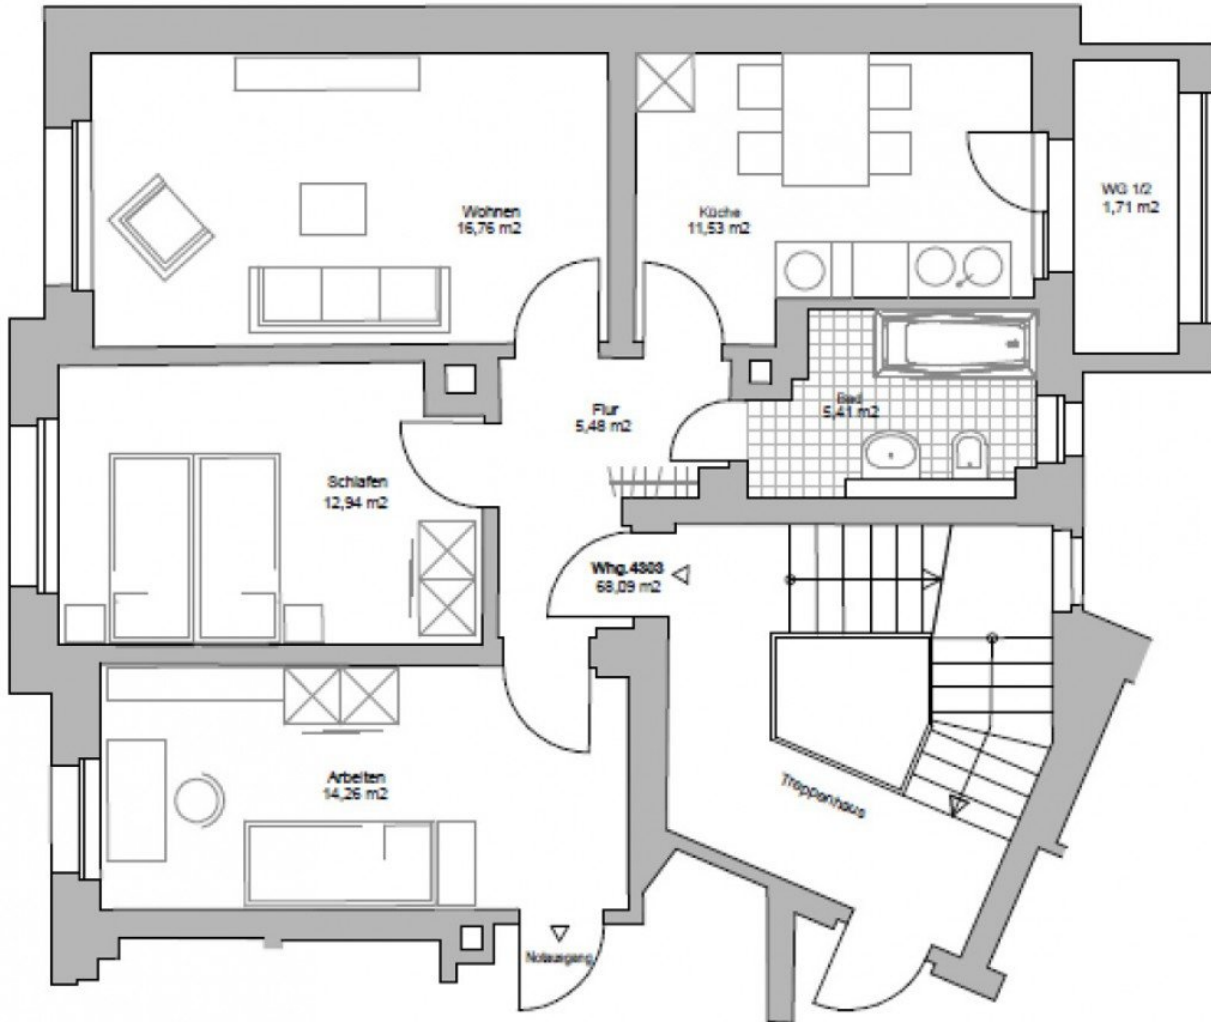 Wohnen
16,76 m2
Küche
11,53 m2
WG 1/2
1,71 m2
Flur
5,48 m2
Bad
5,41 m2
Schlafen
12,94 m2
Whg.4303
68,09 m2
Arbeiten
14,26 m2
Treppenhaus
Notausgang